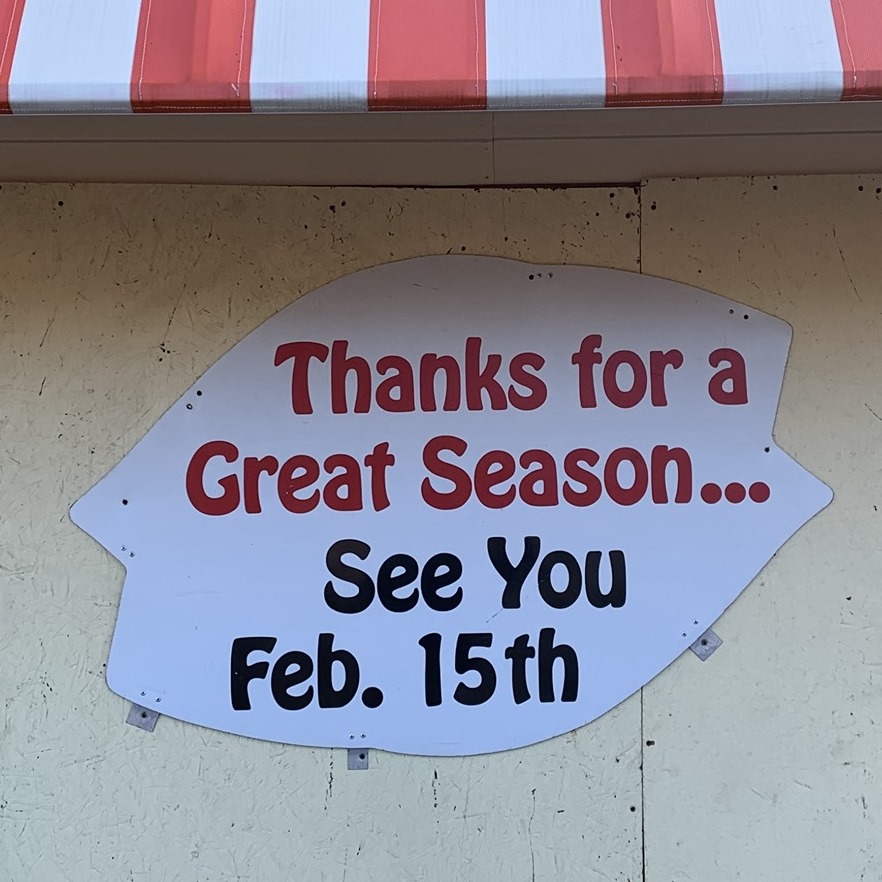 Thanks for a
Great Season...
See You
Feb. 15th